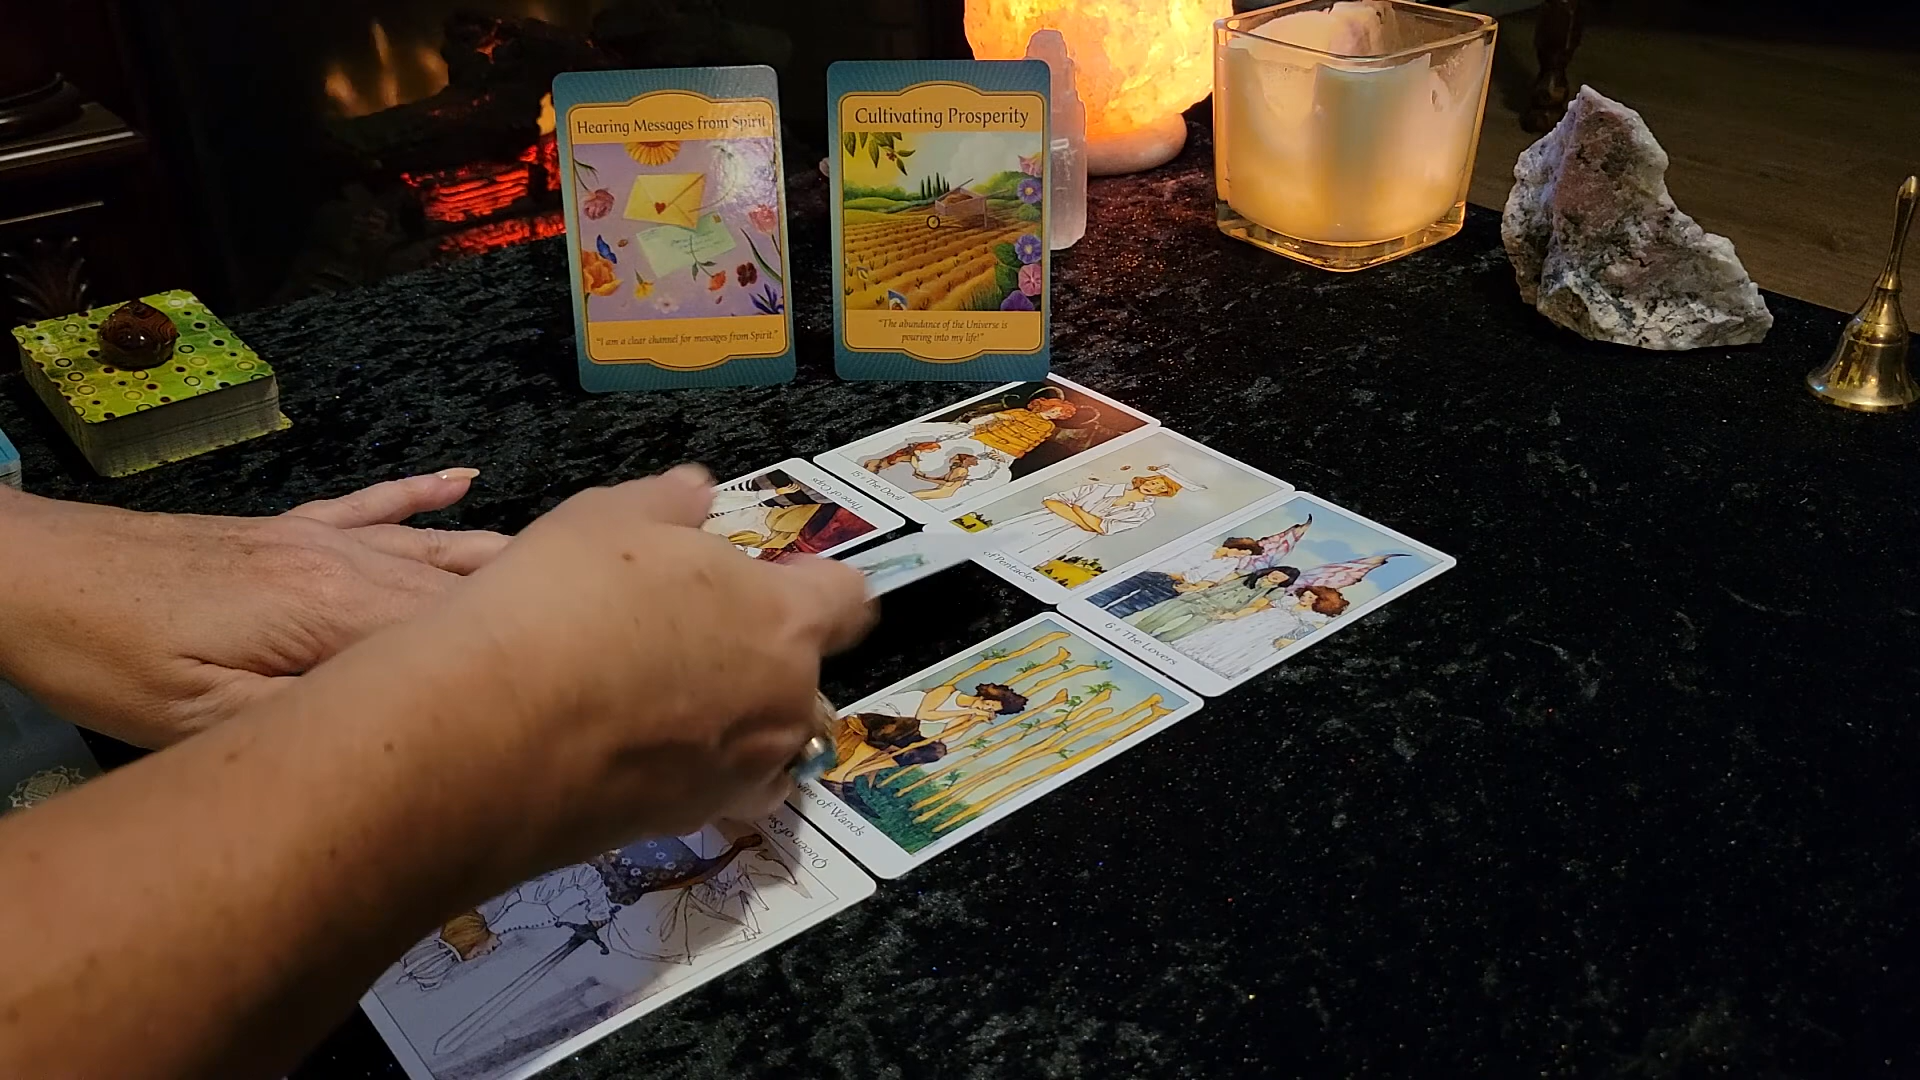 Hearing Messages from Spirit
"I am a clear channel for messages from Spirit."
Cultivating Prosperity
"The abundance of the Universe is
pouring into my life!"
15 : The Devil
Three of Cups
of Pentacles
6 : The Lovers
Nine of Wands
Queen of